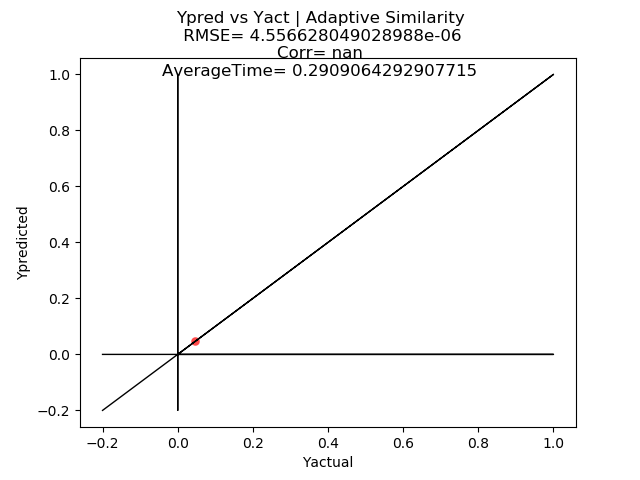 Ypred vs Yact | Adaptive Similarity
RMSE= 4.556628049028988e-06
Corr= nan
AverageTime= 0.2909064292907715
1.0
0.8
0.6
0.4
0.2
0.0
−0.2
Ypredicted
−0.2 0.0 0.2 0.4 0.6 0.8 1.0
Yactual